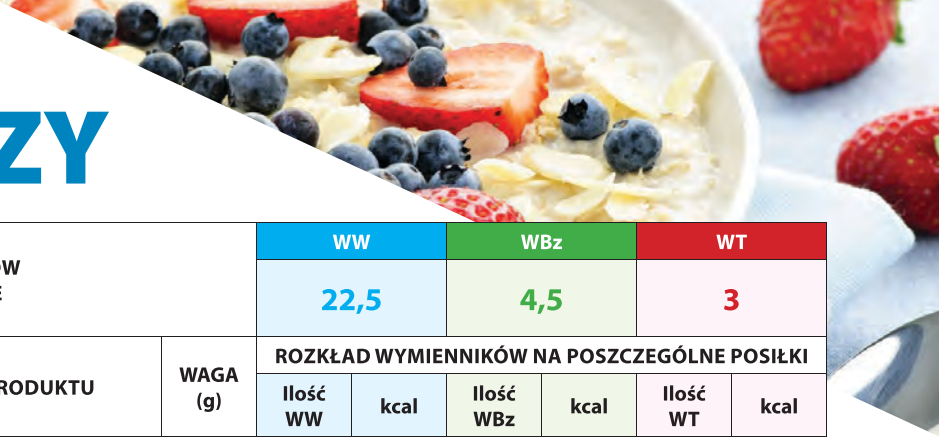 ZY
WW WBz WT
22,5 4,5 3
ROZKŁAD WYMIENNIKÓW NA POSZCZEGÓLNE POSIŁKI
RODUKTU
WAGA
(g)
Ilość
WW
kcal
Ilość
WBz
kcal
Ilość
WT
kcal